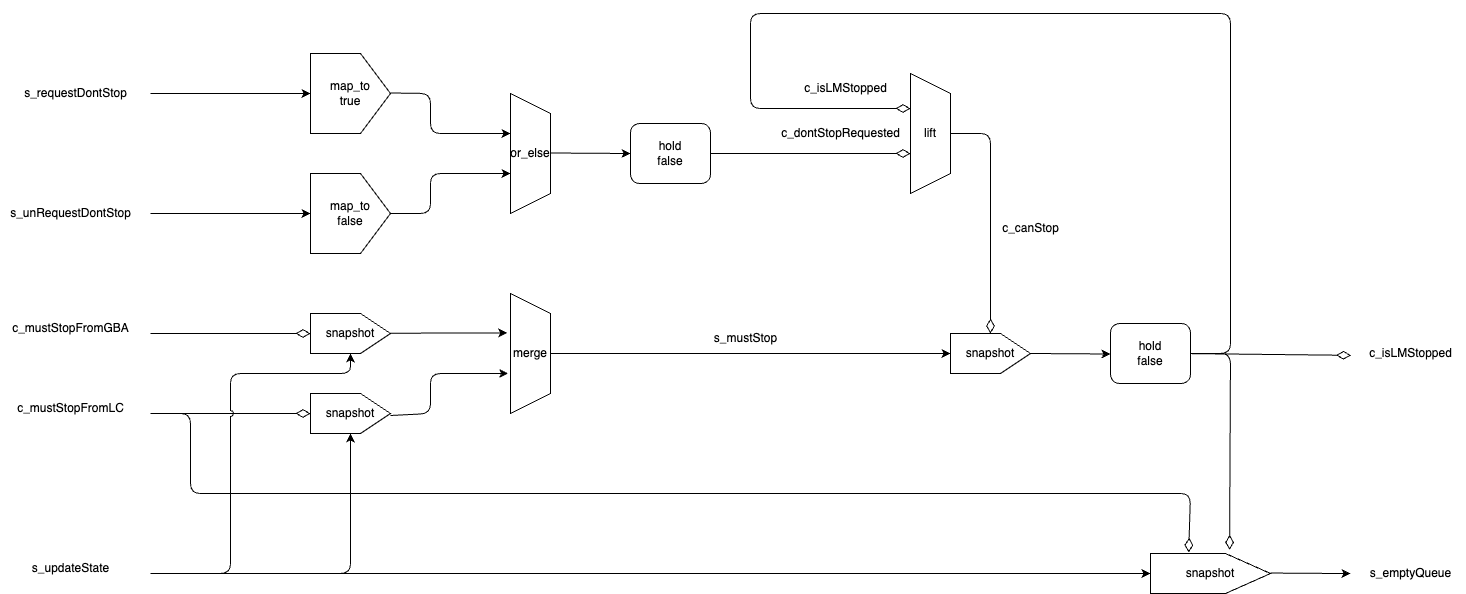 s_requestDontStop
map_to
true
c_isLMStopped
c_dontStopRequested
lift
or_else
hold
false
s_unRequestDontStop
map_to
false
c_canStop
c_mustStopFromGBA
snapshot
merge
s_mustStop
snapshot
hold
false
c_isLMStopped
c_mustStopFromLC
snapshot
s_updateState
snapshot
s_emptyQueue